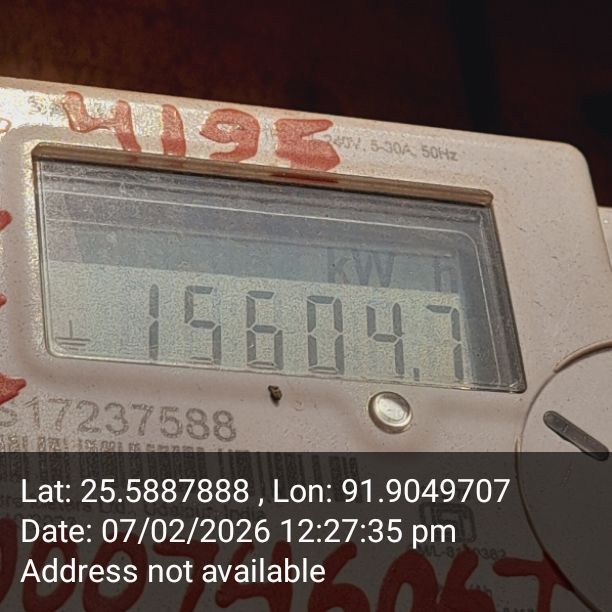 4195
240V, 5-30A, 50Hz
kW h
15604.7
S17237588
Lat: 25.5887888 , Lon: 91.9049707
Date: 07/02/2026 12:27:35 pm
Address not available